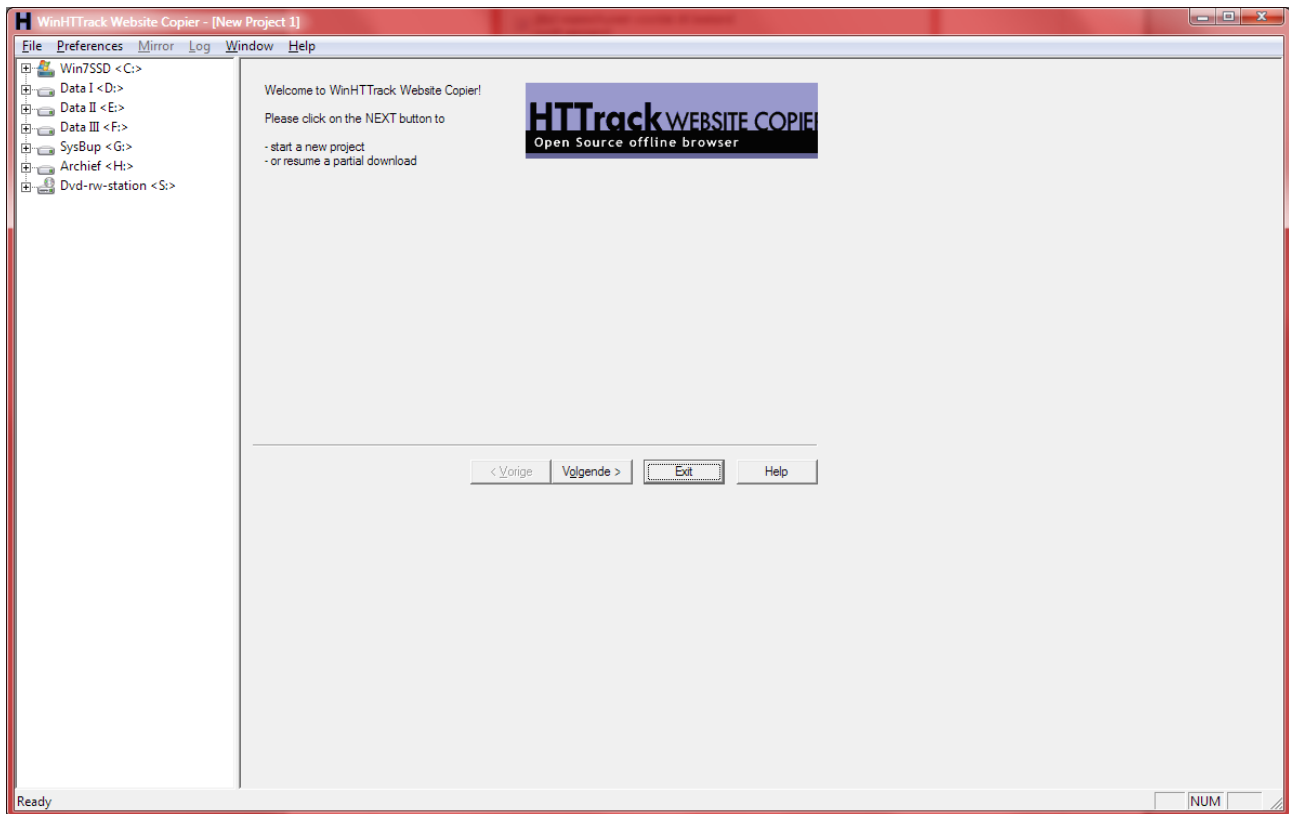 WinHTTrack Website Copier - [New Project 1]
File Preferences Mirror Log Window Help
Win7SSD <C:>
Data I <D:>
Data II <E:>
Data III <F:>
SysBup <G:>
Archief <H:>
Dvd-rw-station <S:>
Welcome to WinHTTrack Website Copier!
Please click on the NEXT button to
- start a new project
- or resume a partial download
HTTrack WEBSITE COPIER
Open Source offline browser
< Vorige Volgende > Exit Help
Ready NUM